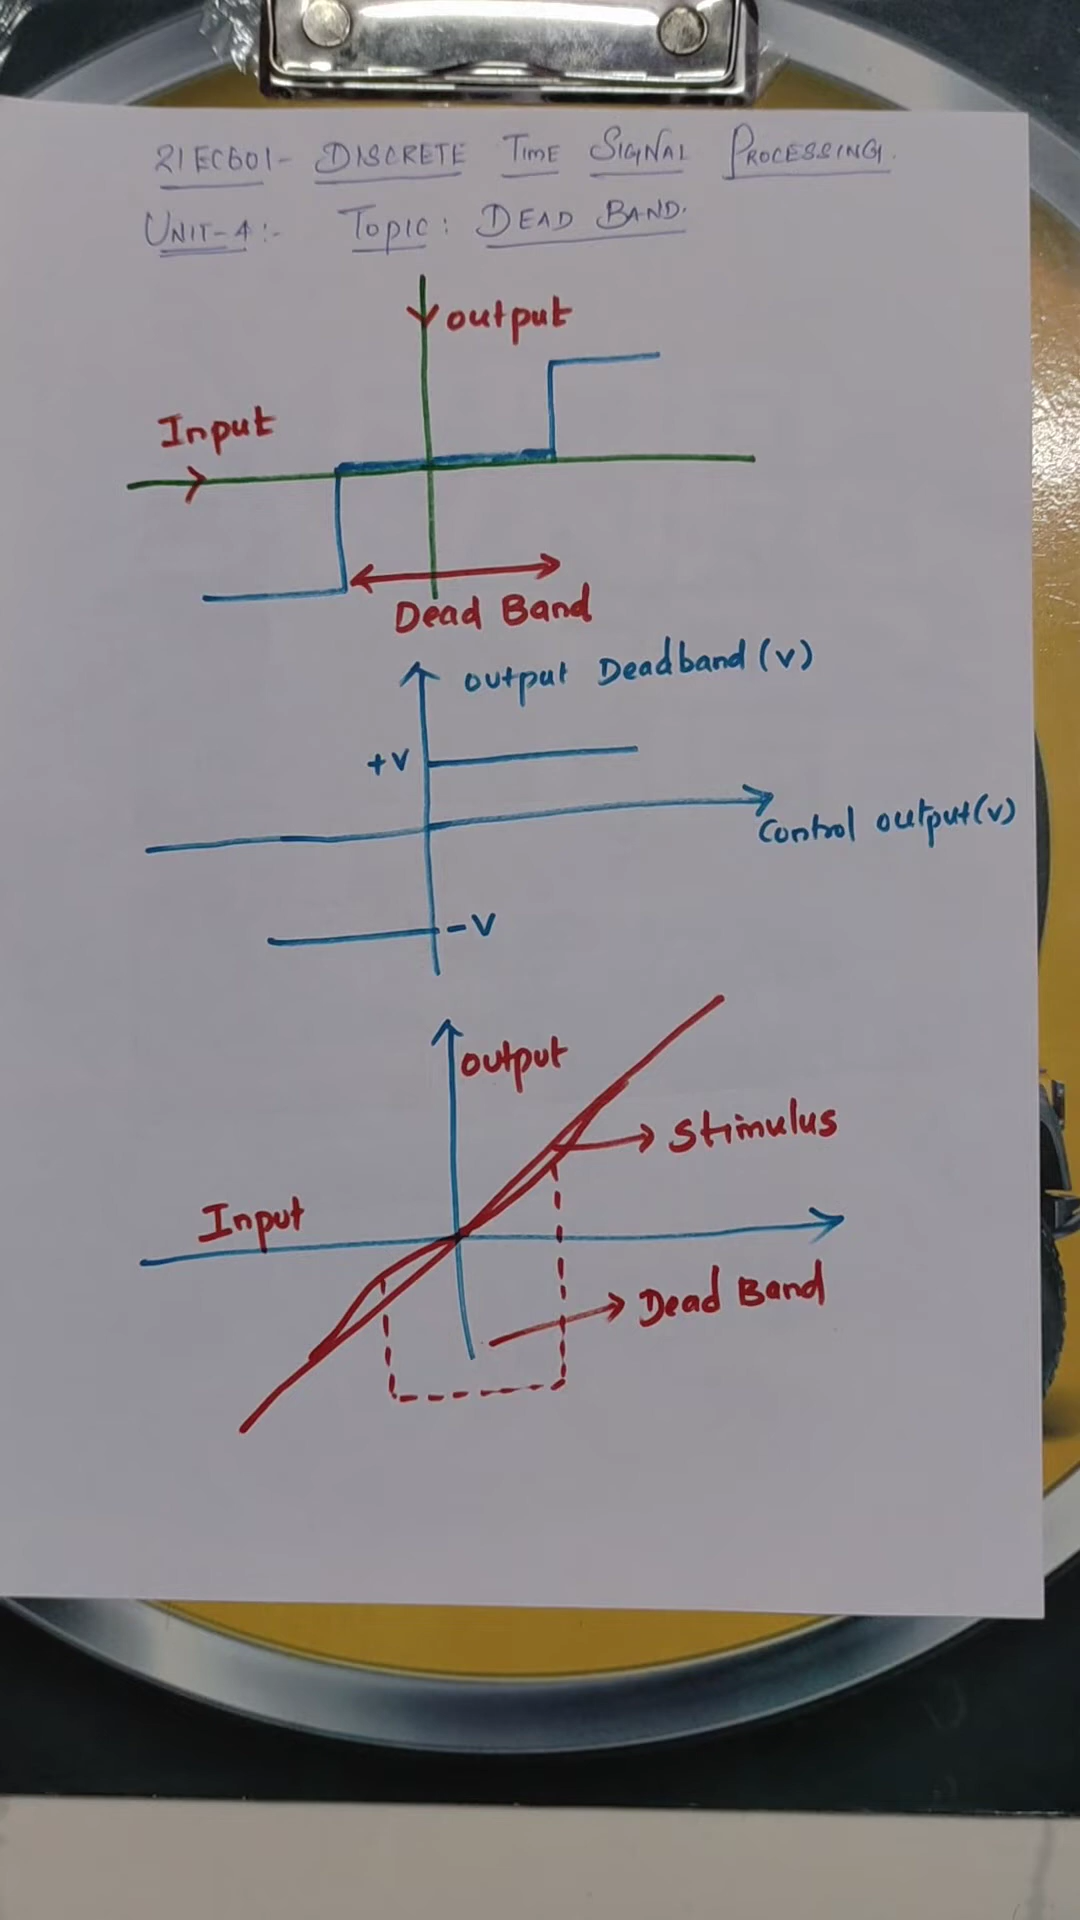 21EC601- DISCRETE TIME SIGNAL PROCESSING.
UNIT-4:- TOPIC: DEAD BAND.
output
Input
Dead Band
output Deadband (v)
+V
Control output(v)
-V
output
Stimulus
Input
Dead Band